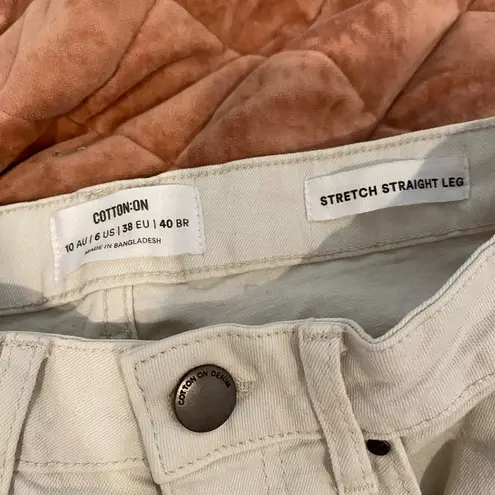 COTTON:ON
10 AU / 6 US | 38 EU | 40 BR
MADE IN BANGLADESH
STRETCH STRAIGHT LEG
COTTON ON DENIM